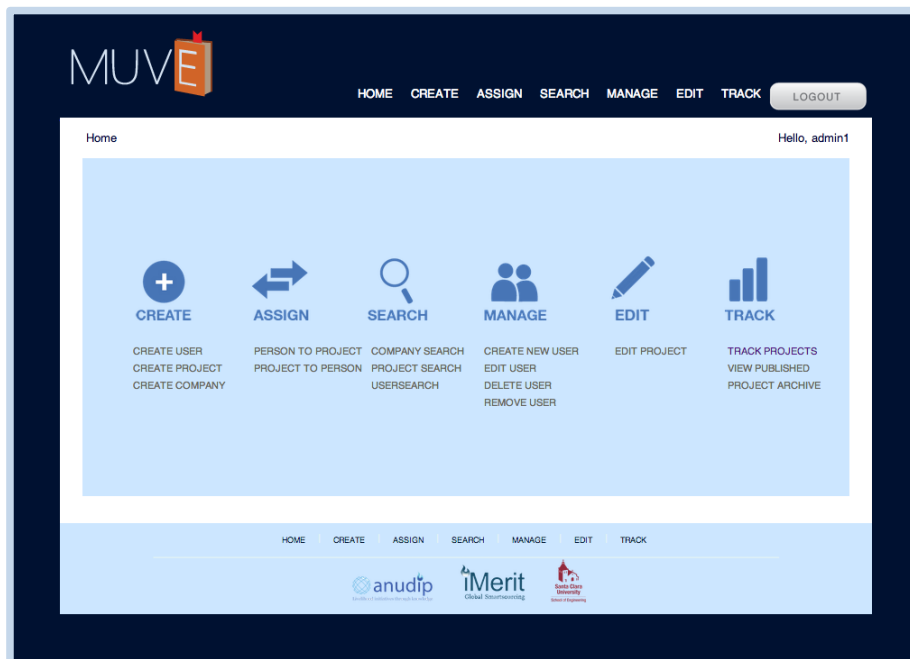 MUVE
HOME CREATE ASSIGN SEARCH MANAGE EDIT TRACK LOGOUT
Home Hello, admin1
CREATE ASSIGN SEARCH MANAGE EDIT TRACK
CREATE USER PERSON TO PROJECT COMPANY SEARCH CREATE NEW USER EDIT PROJECT TRACK PROJECTS
CREATE PROJECT PROJECT TO PERSON PROJECT SEARCH EDIT USER VIEW PUBLISHED
CREATE COMPANY USERSEARCH DELETE USER PROJECT ARCHIVE
REMOVE USER
HOME CREATE ASSIGN SEARCH MANAGE EDIT TRACK
anudip iMerit Santa Clara
Global Smartsourcing University
School of Engineering